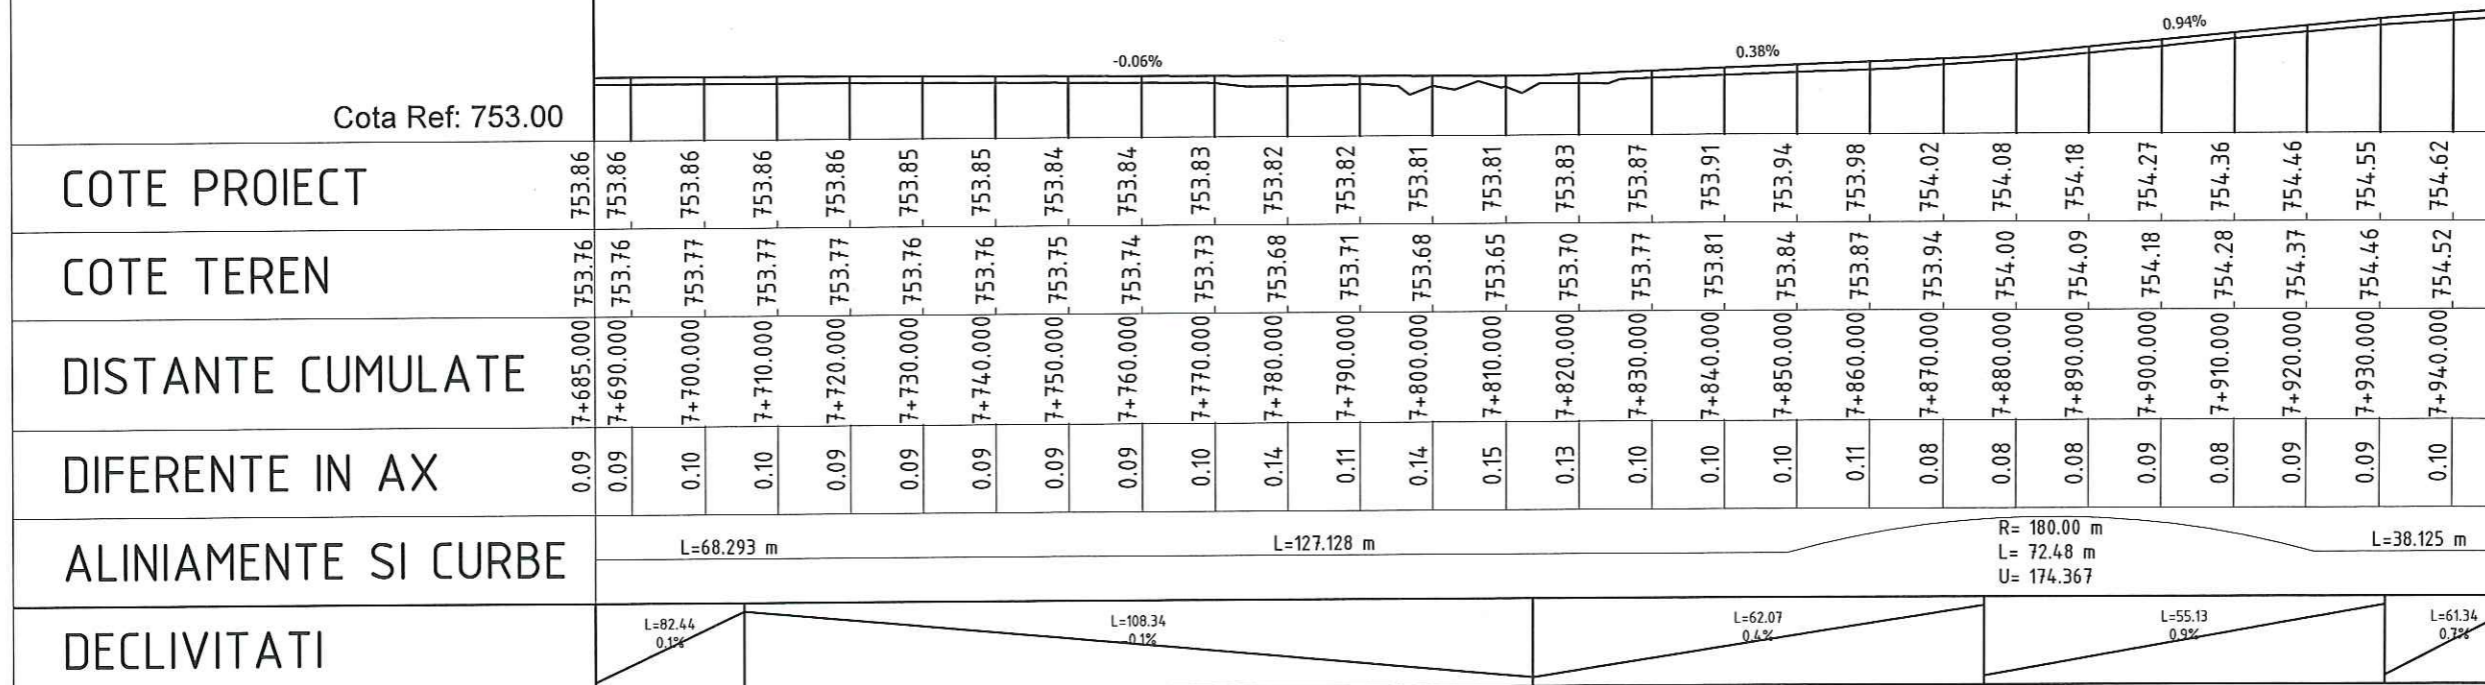 0.94%
0.38%
-0.06%
Cota Ref: 753.00
COTE PROIECT 753.86 753.86 753.86 753.86 753.86 753.85 753.85 753.84 753.84 753.83 753.82 753.82 753.81 753.81 753.83 753.87 753.91 753.94 753.98 754.02 754.08 754.18 754.27 754.36 754.46 754.55 754.62
COTE TEREN 753.76 753.76 753.77 753.77 753.77 753.76 753.76 753.75 753.74 753.73 753.68 753.71 753.68 753.65 753.70 753.77 753.81 753.84 753.87 753.94 754.00 754.09 754.18 754.28 754.37 754.46 754.52
DISTANTE CUMULATE 7+685.000 7+690.000 7+700.000 7+710.000 7+720.000 7+730.000 7+740.000 7+750.000 7+760.000 7+770.000 7+780.000 7+790.000 7+800.000 7+810.000 7+820.000 7+830.000 7+840.000 7+850.000 7+860.000 7+870.000 7+880.000 7+890.000 7+900.000 7+910.000 7+920.000 7+930.000 7+940.000
DIFERENTE IN AX 0.09 0.09 0.10 0.10 0.09 0.09 0.09 0.09 0.09 0.10 0.14 0.11 0.14 0.15 0.13 0.10 0.10 0.10 0.11 0.08 0.08 0.08 0.09 0.08 0.09 0.09 0.10
ALINIAMENTE SI CURBE L=68.293 m L=127.128 m
R= 180.00 m
L= 72.48 m
U= 174.367
L=38.125 m
DECLIVITATI
L=82.44
0.1%
L=108.34
-0.1%
L=62.07
0.4%
L=55.13
0.9%
L=61.34
0.7%